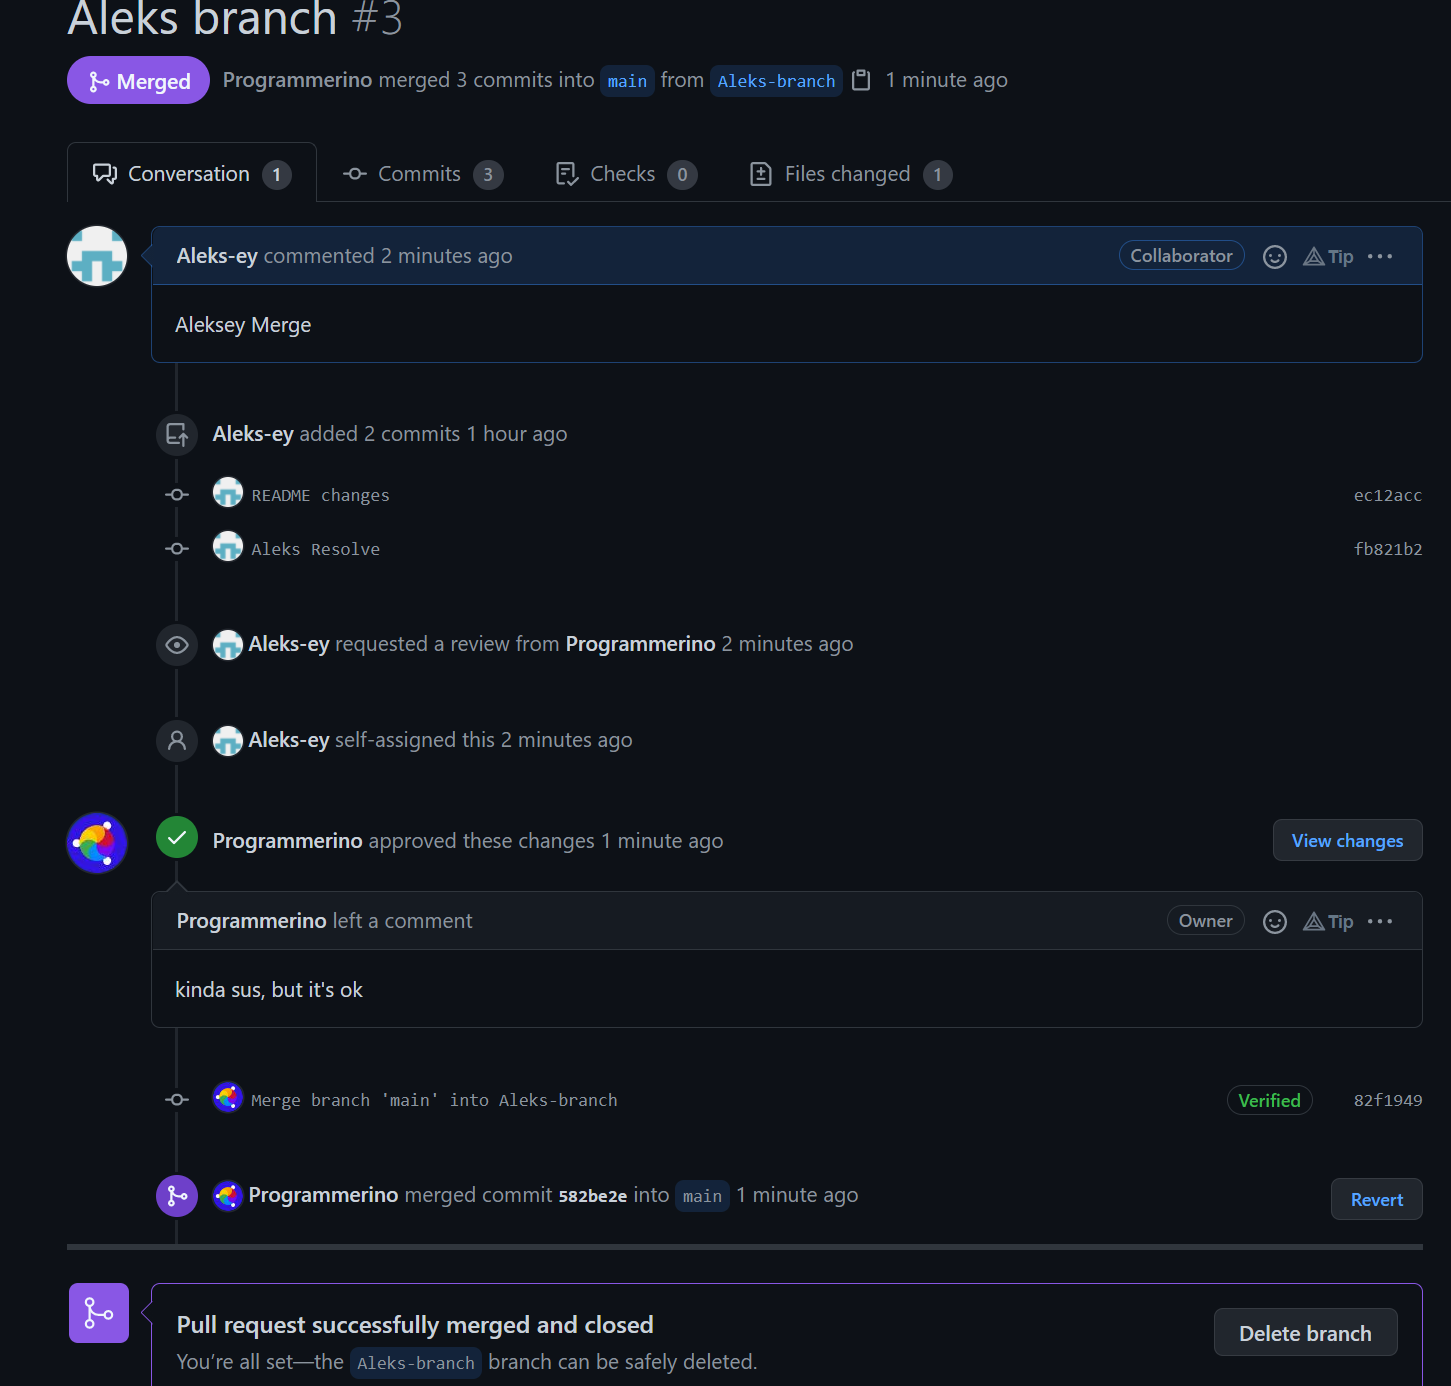 Aleks branch #3
Merged Programmerino merged 3 commits into main from Aleks-branch 1 minute ago
Conversation 1 Commits 3 Checks 0 Files changed 1
Aleks-ey commented 2 minutes ago Collaborator Tip
Aleksey Merge
Aleks-ey added 2 commits 1 hour ago
README changes ec12acc
Aleks Resolve fb821b2
Aleks-ey requested a review from Programmerino 2 minutes ago
Aleks-ey self-assigned this 2 minutes ago
Programmerino approved these changes 1 minute ago View changes
Programmerino left a comment Owner Tip
kinda sus, but it's ok
Merge branch 'main' into Aleks-branch Verified 82f1949
Programmerino merged commit 582be2e into main 1 minute ago Revert
Pull request successfully merged and closed
Delete branch
You’re all set—the Aleks-branch branch can be safely deleted.